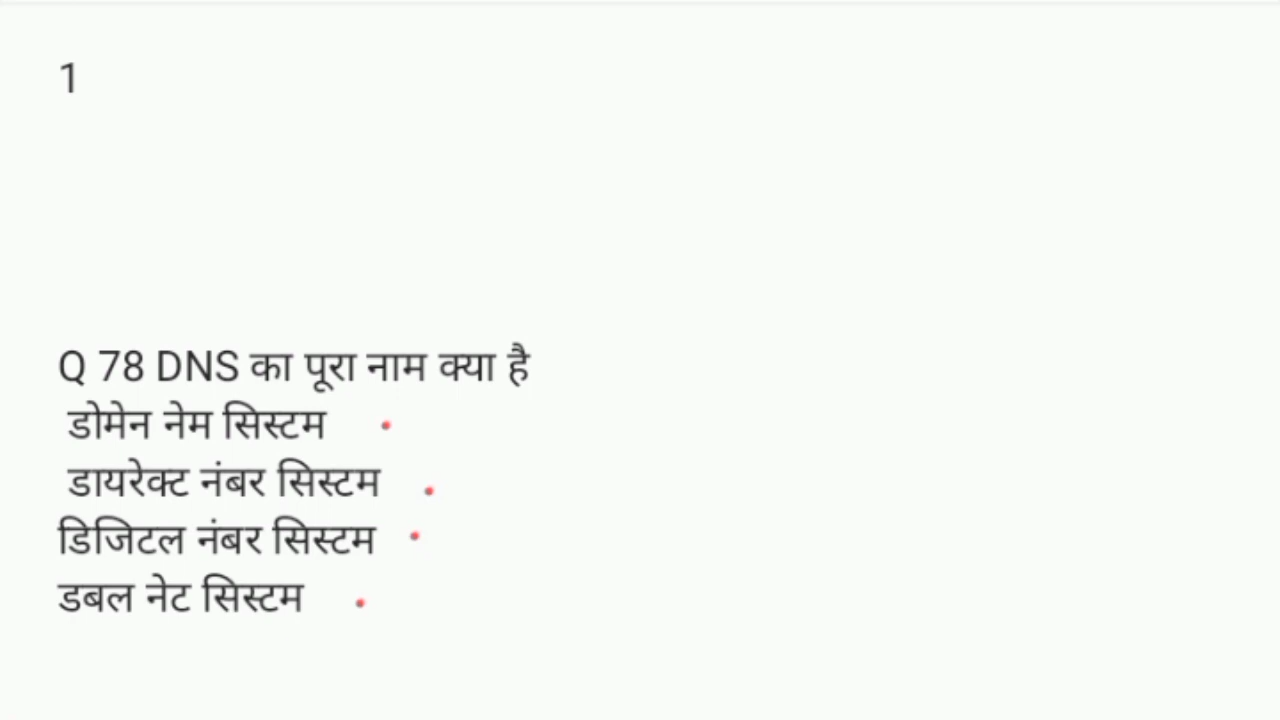 1
Q 78 DNS का पूरा नाम क्या है
डोमेन नेम सिस्टम
डायरेक्ट नंबर सिस्टम
डिजिटल नंबर सिस्टम
डबल नेट सिस्टम